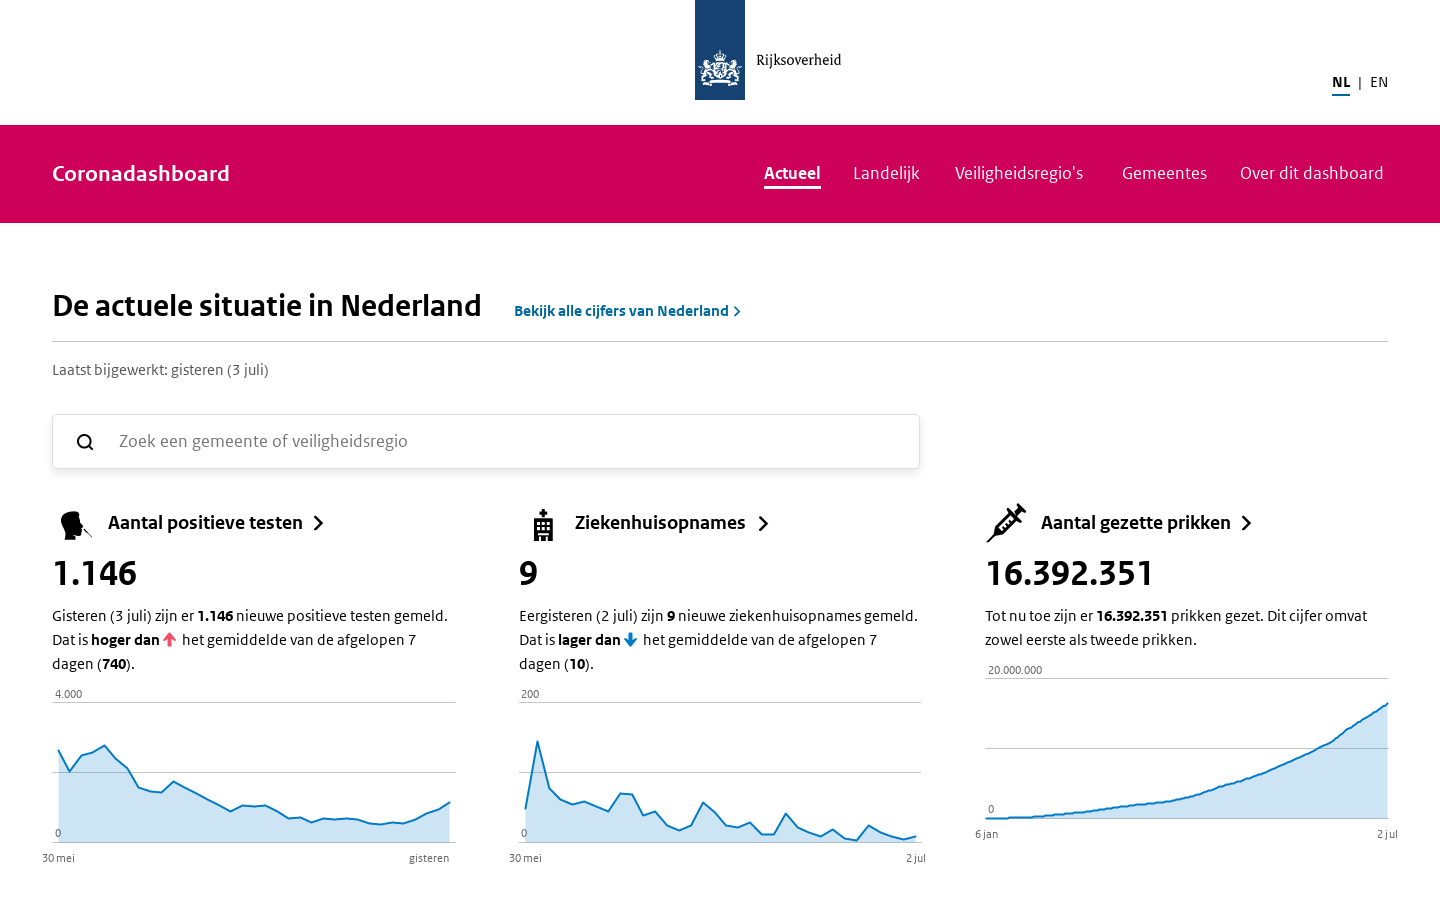 Rijksoverheid
NL | EN
Coronadashboard
Actueel
Landelijk
Veiligheidsregio's
Gemeentes
Over dit dashboard
De actuele situatie in Nederland
Bekijk alle cijfers van Nederland
Laatst bijgewerkt: gisteren (3 juli)
Zoek een gemeente of veiligheidsregio
Aantal positieve testen
1.146
Gisteren (3 juli) zijn er 1.146 nieuwe positieve testen gemeld.
Dat is hoger dan het gemiddelde van de afgelopen 7
dagen (740).
4.000
0
30 mei
gisteren
Ziekenhuisopnames
9
Eergisteren (2 juli) zijn 9 nieuwe ziekenhuisopnames gemeld.
Dat is lager dan het gemiddelde van de afgelopen 7
dagen (10).
200
0
30 mei
2 jul
Aantal gezette prikken
16.392.351
Tot nu toe zijn er 16.392.351 prikken gezet. Dit cijfer omvat
zowel eerste als tweede prikken.
20.000.000
0
6 jan
2 jul